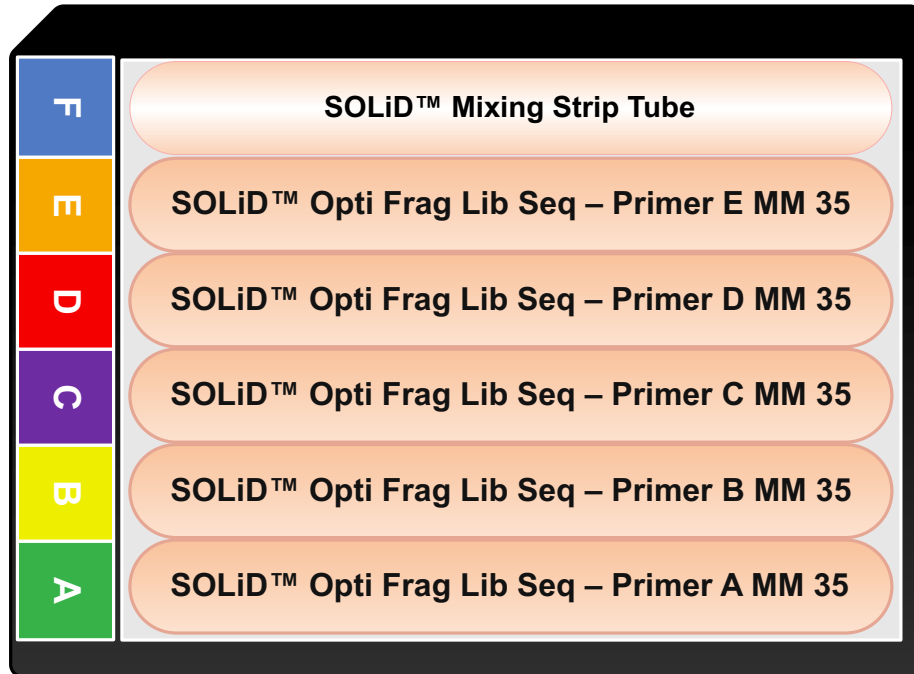 F
SOLiD™ Mixing Strip Tube
E
SOLiD™ Opti Frag Lib Seq – Primer E MM 35
D
SOLiD™ Opti Frag Lib Seq – Primer D MM 35
C
SOLiD™ Opti Frag Lib Seq – Primer C MM 35
B
SOLiD™ Opti Frag Lib Seq – Primer B MM 35
A
SOLiD™ Opti Frag Lib Seq – Primer A MM 35